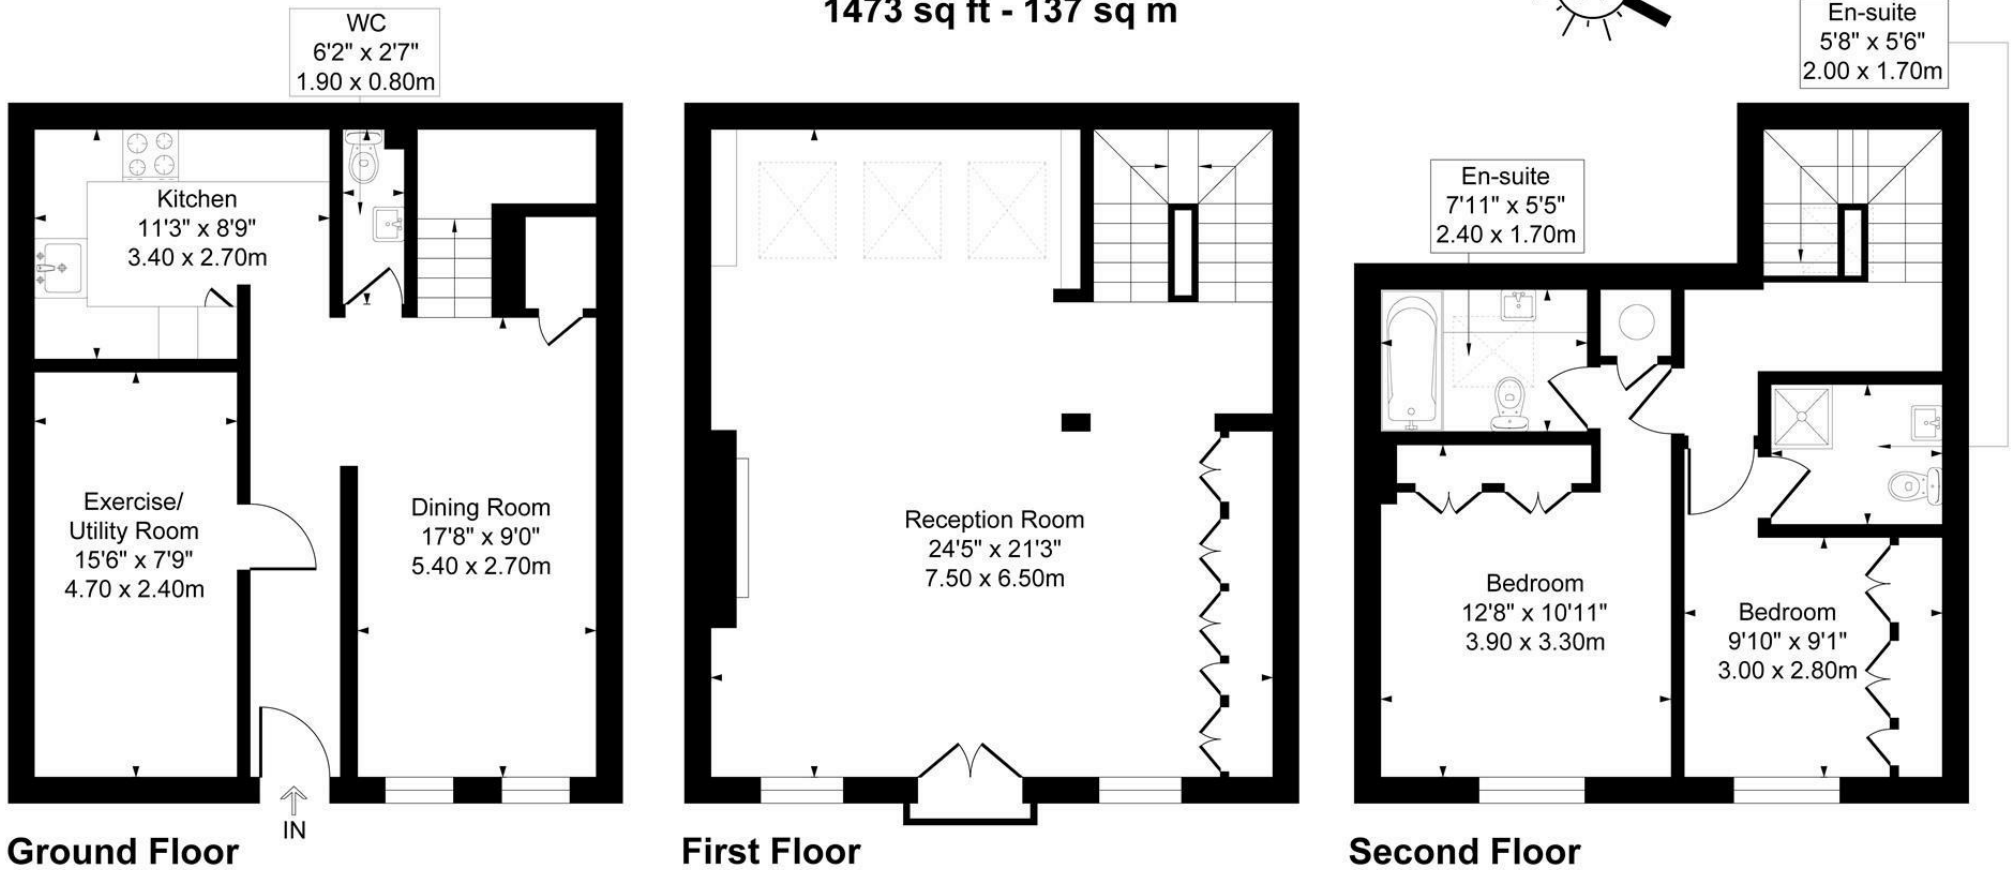 1473 sq ft - 137 sq m
WC
6'2" x 2'7"
1.90 x 0.80m
Kitchen
11'3" x 8'9"
3.40 x 2.70m
Exercise/
Utility Room
15'6" x 7'9"
4.70 x 2.40m
Dining Room
17'8" x 9'0"
5.40 x 2.70m
IN
Ground Floor
Reception Room
24'5" x 21'3"
7.50 x 6.50m
First Floor
En-suite
5'8" x 5'6"
2.00 x 1.70m
En-suite
7'11" x 5'5"
2.40 x 1.70m
Bedroom
12'8" x 10'11"
3.90 x 3.30m
Bedroom
9'10" x 9'1"
3.00 x 2.80m
Second Floor